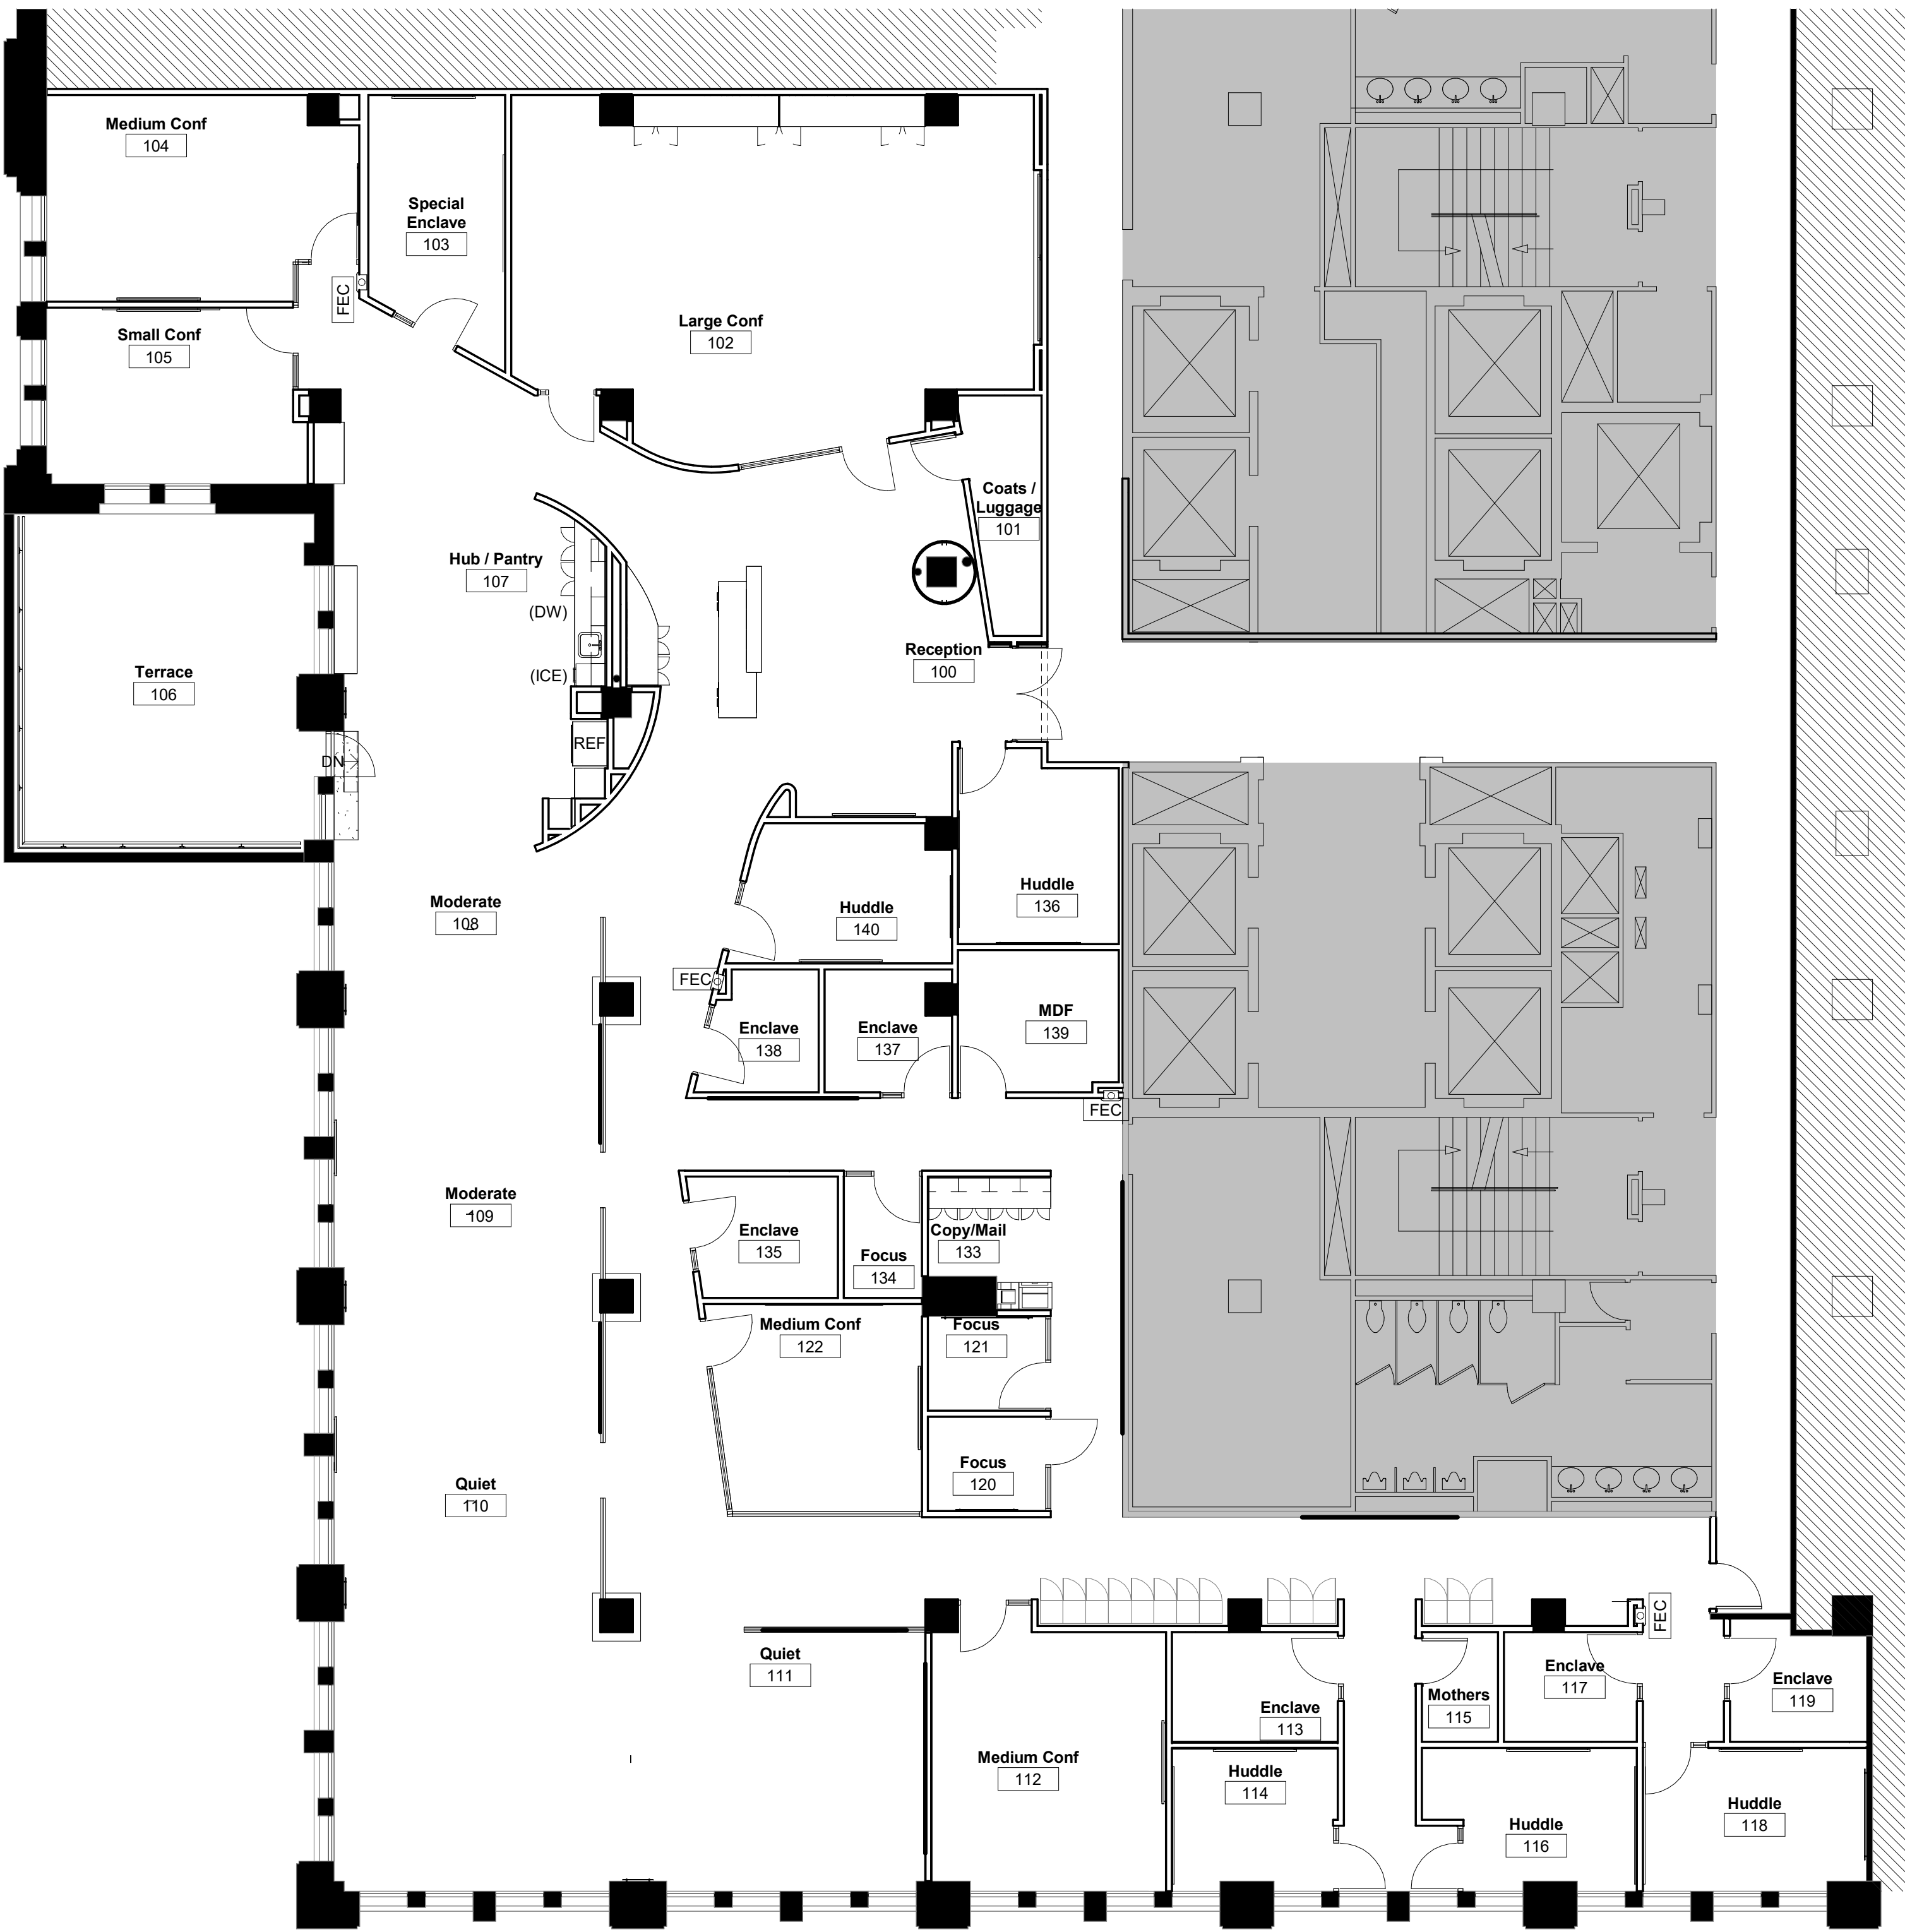 Medium Conf
104
Special
Enclave
103
FEC
Small Conf
105
Large Conf
102
Coats /
Luggage
101
Hub / Pantry
107
(DW)
(ICE)
REF
Reception
100
Terrace
106
DN
Moderate
108
Huddle
140
Huddle
136
FEC
Enclave
138
Enclave
137
MDF
139
FEC
Moderate
109
Enclave
135
Focus
134
Copy/Mail
133
Medium Conf
122
Focus
121
Focus
120
Quiet
110
Quiet
111
Medium Conf
112
Enclave
113
Huddle
114
Mothers
115
Enclave
117
FEC
Enclave
119
Huddle
116
Huddle
118